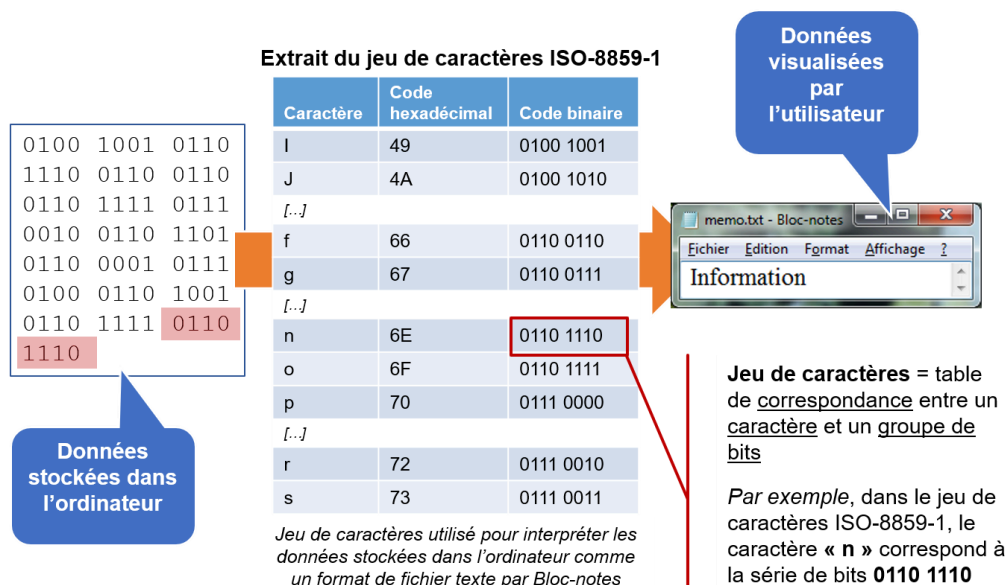 Extrait du jeu de caractères ISO-8859-1
Données
visualisées
par
l’utilisateur
0100 1001 0110
1110 0110 0110
0110 1111 0111
0010 0110 1101
0110 0001 0111
0100 0110 1001
0110 1111 0110
1110
Données
stockées dans
l’ordinateur
Caractère Code hexadécimal Code binaire
I 49 0100 1001
J 4A 0100 1010
[...]
f 66 0110 0110
g 67 0110 0111
[...]
n 6E 0110 1110
o 6F 0110 1111
p 70 0111 0000
[...]
r 72 0111 0010
s 73 0111 0011
Jeu de caractères utilisé pour interpréter les
données stockées dans l’ordinateur comme
un format de fichier texte par Bloc-notes
memo.txt - Bloc-notes
Fichier Edition Format Affichage ?
Information
Jeu de caractères = table
de correspondance entre un
caractère et un groupe de
bits
Par exemple, dans le jeu de
caractères ISO-8859-1, le
caractère « n » correspond à
la série de bits 0110 1110